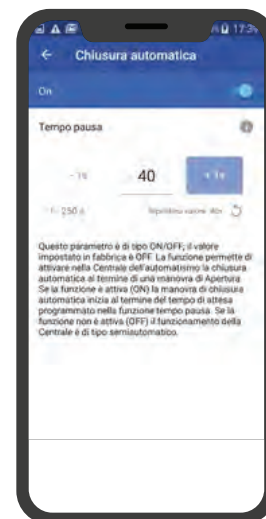 17:34
Chiusura automatica
On
Tempo pausa
- 1s 40 + 1s
Questo parametro è di tipo ON/OFF; il valore
impostato in fabbrica è OFF. La funzione permette di
attivare nella Centrale dell'automatismo la chiusura
automatica al termine di una manovra di Apertura.
Se la funzione è attiva (ON) la manovra di chiusura
automatica inizia al termine del tempo di attesa
programmato nella funzione tempo pausa. Se la
funzione non è attiva (OFF) il funzionamento della
Centrale è di tipo semiautomatico.